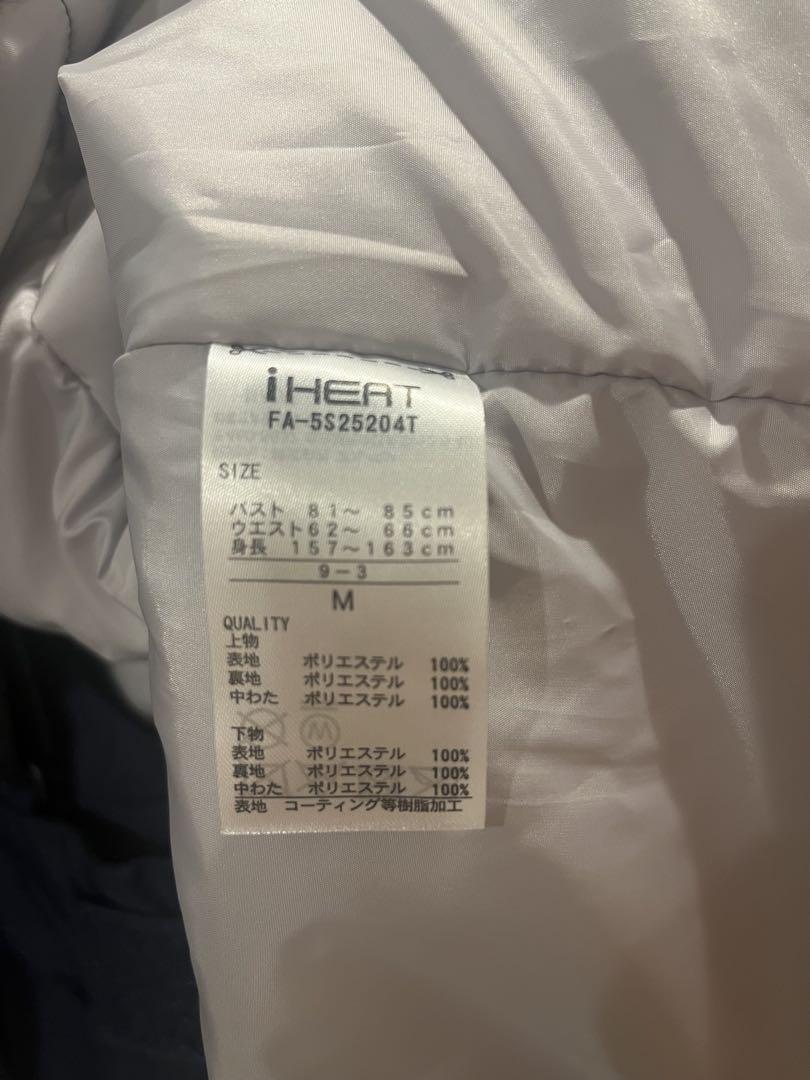 iHEAT
FA-5S25204T
SIZE
バスト 81～ 85cm
ウエスト62～ 66cm
身長 157～163cm
9－3
M
QUALITY
上物
表地 ポリエステル 100%
裏地 ポリエステル 100%
中わた ポリエステル 100%
下物
表地 ポリエステル 100%
裏地 ポリエステル 100%
中わた ポリエステル 100%
表地 コーティング等樹脂加工